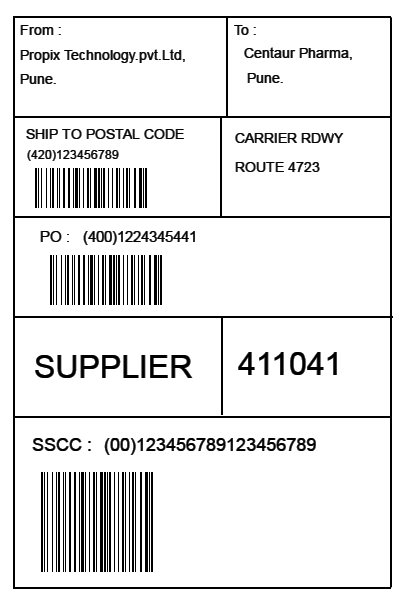 From :
Propix Technology.pvt.Ltd,
Pune.
To :
Centaur Pharma,
Pune.
SHIP TO POSTAL CODE
(420)123456789
CARRIER RDWY
ROUTE 4723
PO : (400)1224345441
SUPPLIER
411041
SSCC : (00)123456789123456789